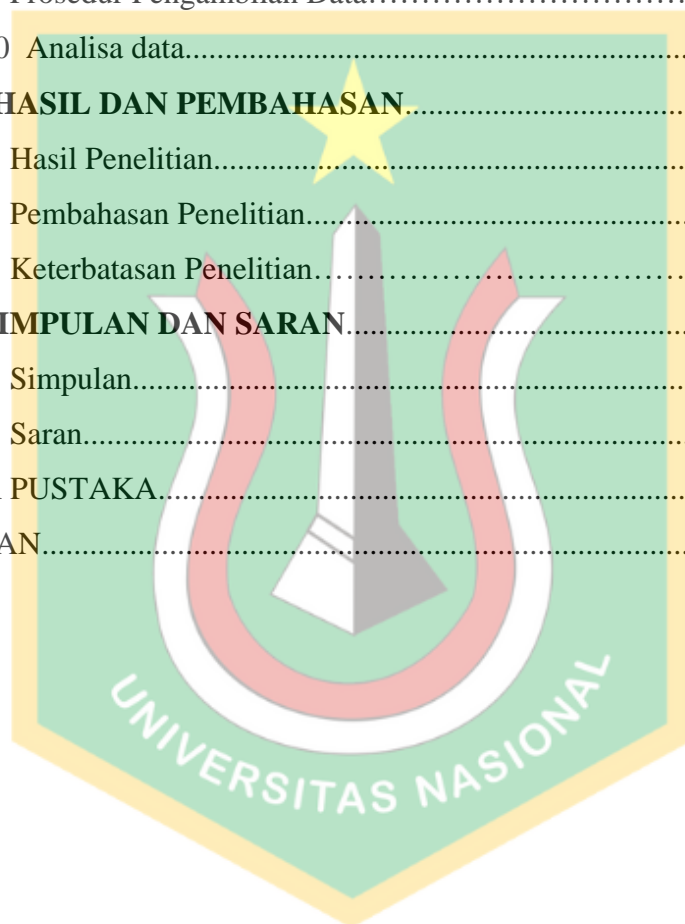 Prosedur Pengambilan Data……………………………
0 Analisa data..............................................................................
HASIL DAN PEMBAHASAN..........................................
Hasil Penelitian........................................................................
Pembahasan Penelitian.........................................................
Keterbatasan Penelitian…………………………………
IMPULAN DAN SARAN...................................................
Simpulan....................................................................................
Saran............................................................................................
PUSTAKA..................................................................................
AN................................................................................................
UNIVERSITAS NASIONAL